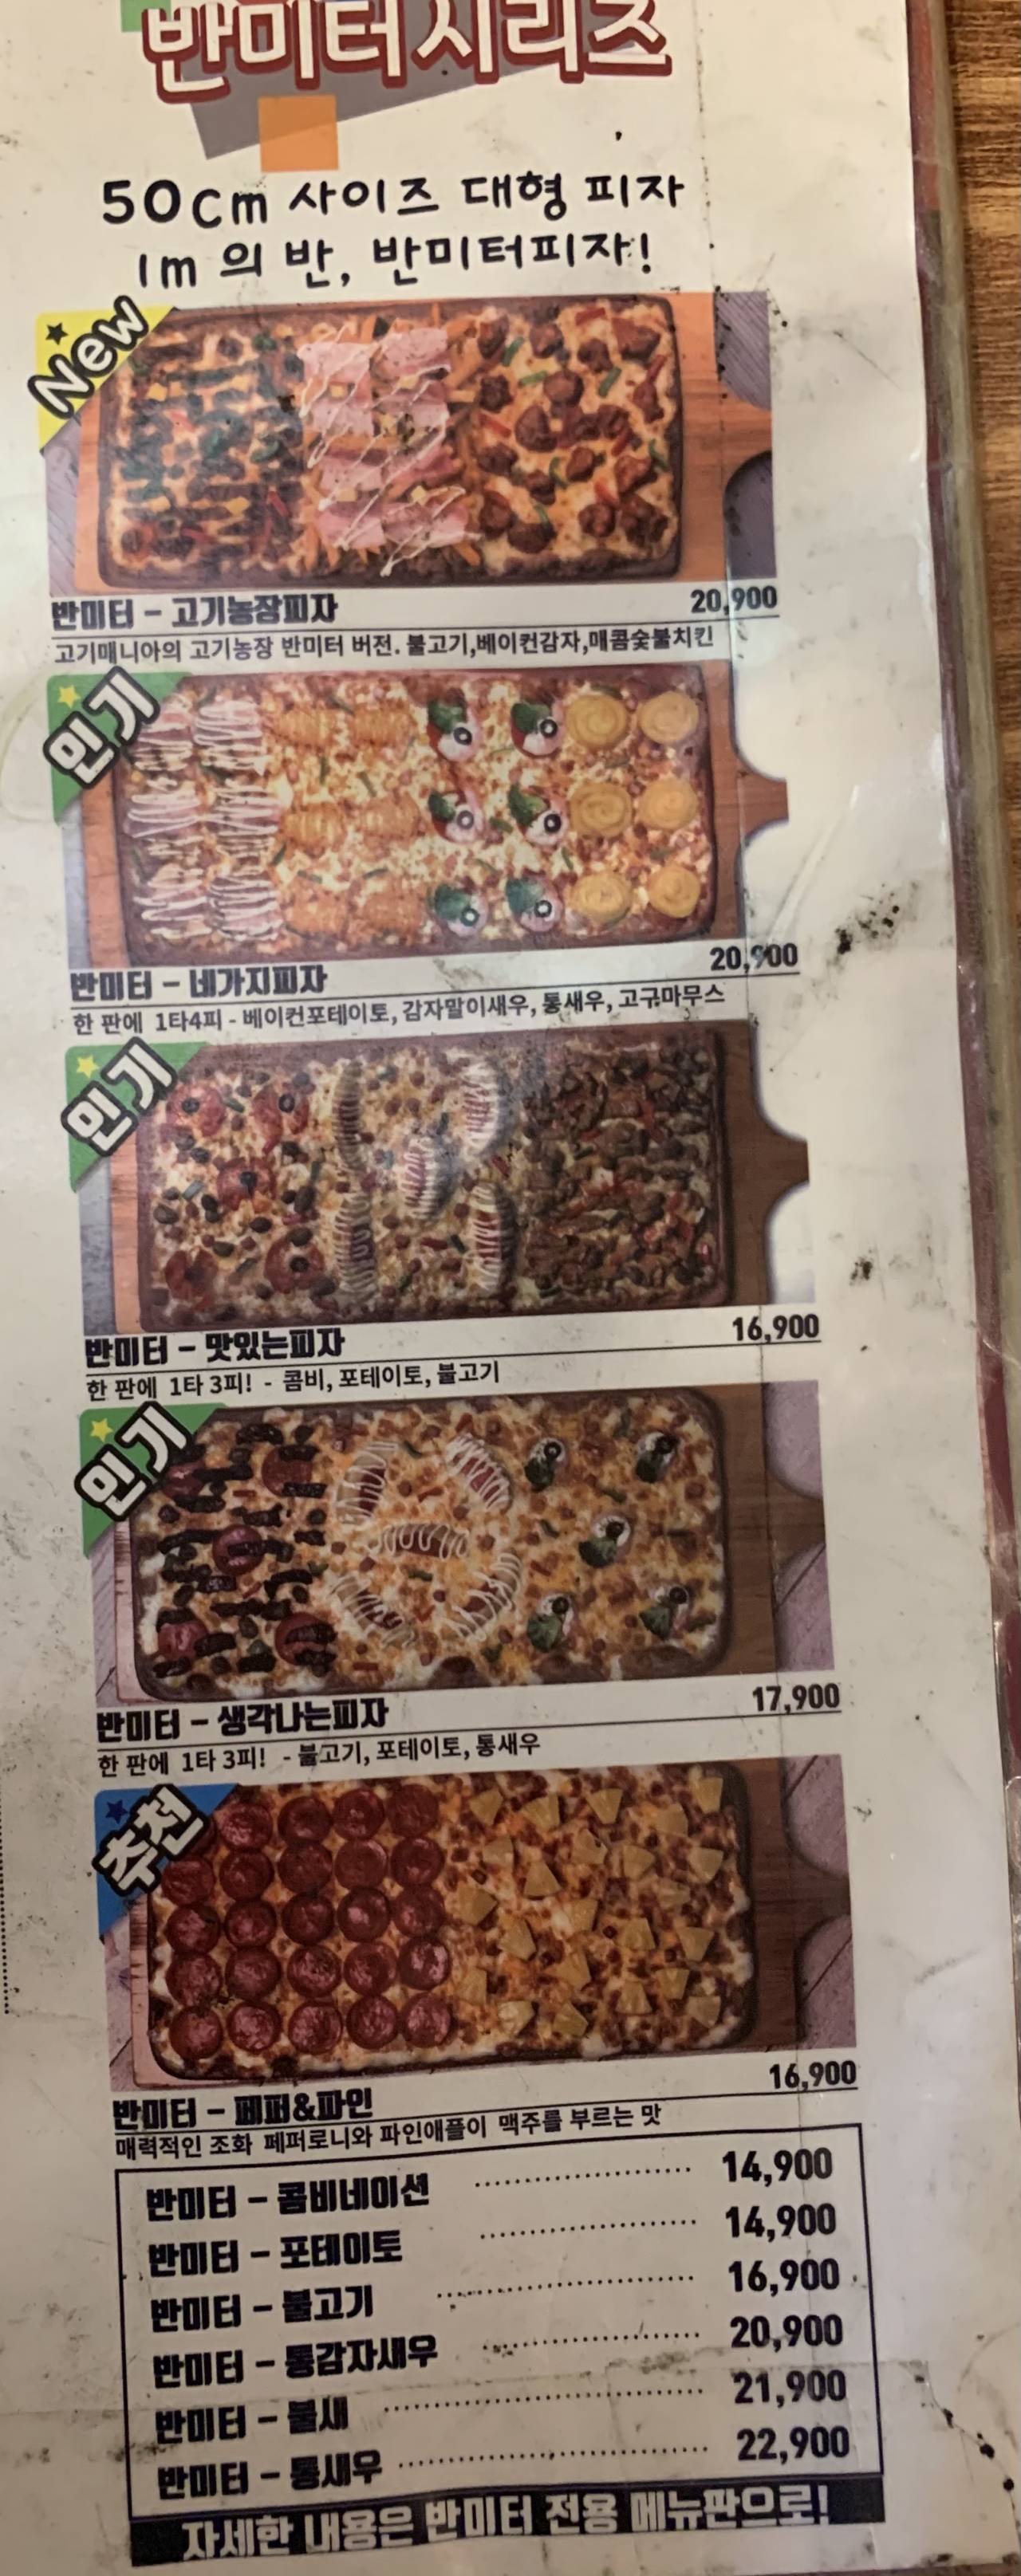 반미터시리즈
50cm 사이즈 대형 피자
1m 의 반, 반미터피자!
New
반미터 – 고기농장피자 20,900
고기매니아의 고기농장 반미터 버전. 불고기,베이컨감자,매콤숯불치킨
인기
반미터 – 네가지피자 20,900
한 판에 1타4피 - 베이컨포테이토, 감자말이새우, 통새우, 고구마무스
인기
반미터 – 맛있는피자 16,900
한 판에 1타 3피! - 콤비, 포테이토, 불고기
인기
반미터 – 생각나는피자 17,900
한 판에 1타 3피! - 불고기, 포테이토, 통새우
추천
반미터 – 페퍼&파인 16,900
매력적인 조화 페퍼로니와 파인애플이 맥주를 부르는 맛
반미터 – 콤비네이션 14,900
반미터 – 포테이토 14,900
반미터 – 불고기 16,900
반미터 – 통감자새우 20,900
반미터 – 불새 21,900
반미터 – 통새우 22,900
자세한 내용은 반미터 전용 메뉴판으로!